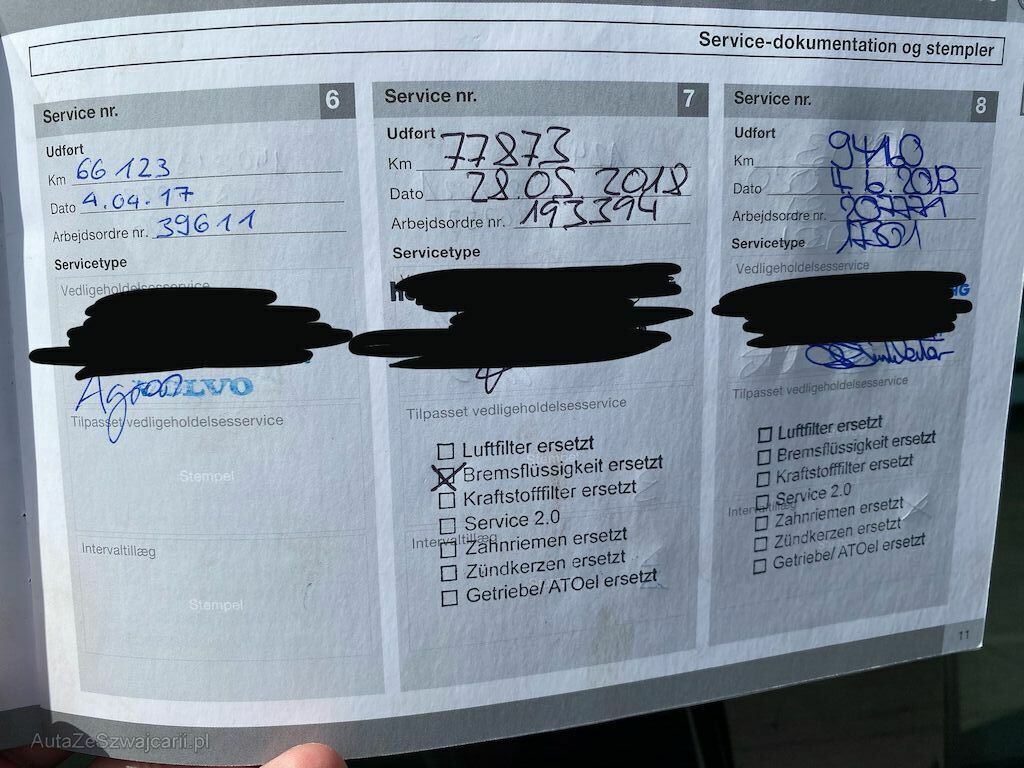 Service-dokumentation og stempler
Service nr. 6
Udført
Km 66 123
Dato 4.04.17
Arbejdsordre nr. 39611
Servicetype
Vedligeholdelsesservice
VOLVO
Tilpasset vedligeholdelsesservice
Stempel
Intervaltillæg
Stempel
Service nr. 7
Udført
Km 77873
Dato 28.05.2018
Arbejdsordre nr. 193394
Servicetype
Tilpasset vedligeholdelsesservice
Luftfilter ersetzt
Bremsflüssigkeit ersetzt
Kraftstofffilter ersetzt
Service 2.0
Intervaltillæg
Zahnriemen ersetzt
Zündkerzen ersetzt
Getriebe/ ATOel ersetzt
Service nr. 8
Udført
Km
Dato
Arbejdsordre nr.
Servicetype
Vedligeholdelsesservice
Tilpasset vedligeholdelsesservice
Luftfilter ersetzt
Bremsflüssigkeit ersetzt
Kraftstofffilter ersetzt
Service 2.0
Intervaltillæg
Zahnriemen ersetzt
Zündkerzen ersetzt
Getriebe/ ATOel ersetzt
11
AutaZeSzwajcarii.pl